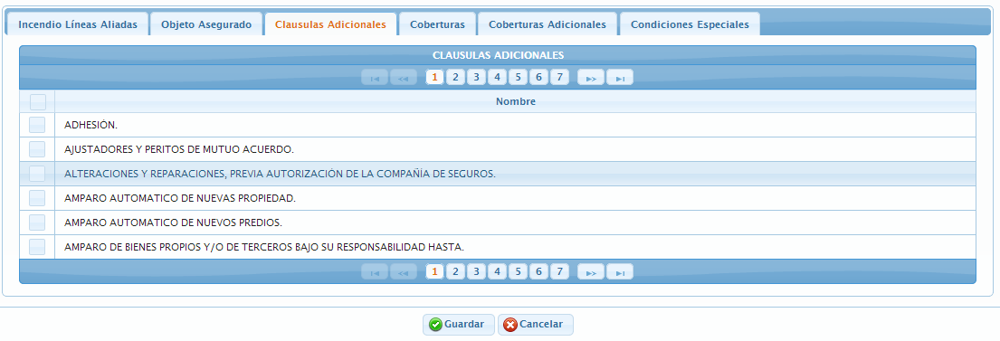 Incendio Líneas Aliadas Objeto Asegurado Clausulas Adicionales Coberturas Coberturas Adicionales Condiciones Especiales
CLAUSULAS ADICIONALES
1 2 3 4 5 6 7
Nombre
ADHESIÓN.
AJUSTADORES Y PERITOS DE MUTUO ACUERDO.
ALTERACIONES Y REPARACIONES, PREVIA AUTORIZACIÓN DE LA COMPAÑÍA DE SEGUROS.
AMPARO AUTOMATICO DE NUEVAS PROPIEDAD.
AMPARO AUTOMATICO DE NUEVOS PREDIOS.
AMPARO DE BIENES PROPIOS Y/O DE TERCEROS BAJO SU RESPONSABILIDAD HASTA.
1 2 3 4 5 6 7
Guardar Cancelar